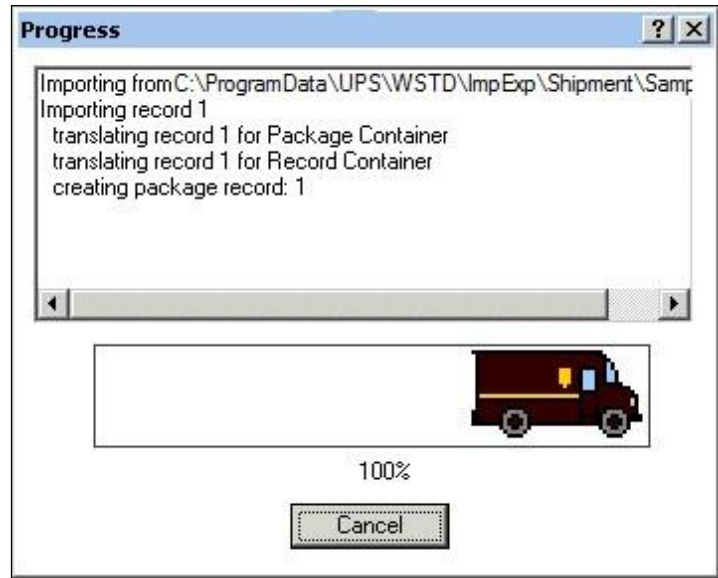 Progress
Importing from C:\ProgramData\UPS\WSTD\ImpExp\Shipment\Samp
Importing record 1
translating record 1 for Package Container
translating record 1 for Record Container
creating package record: 1
100%
Cancel